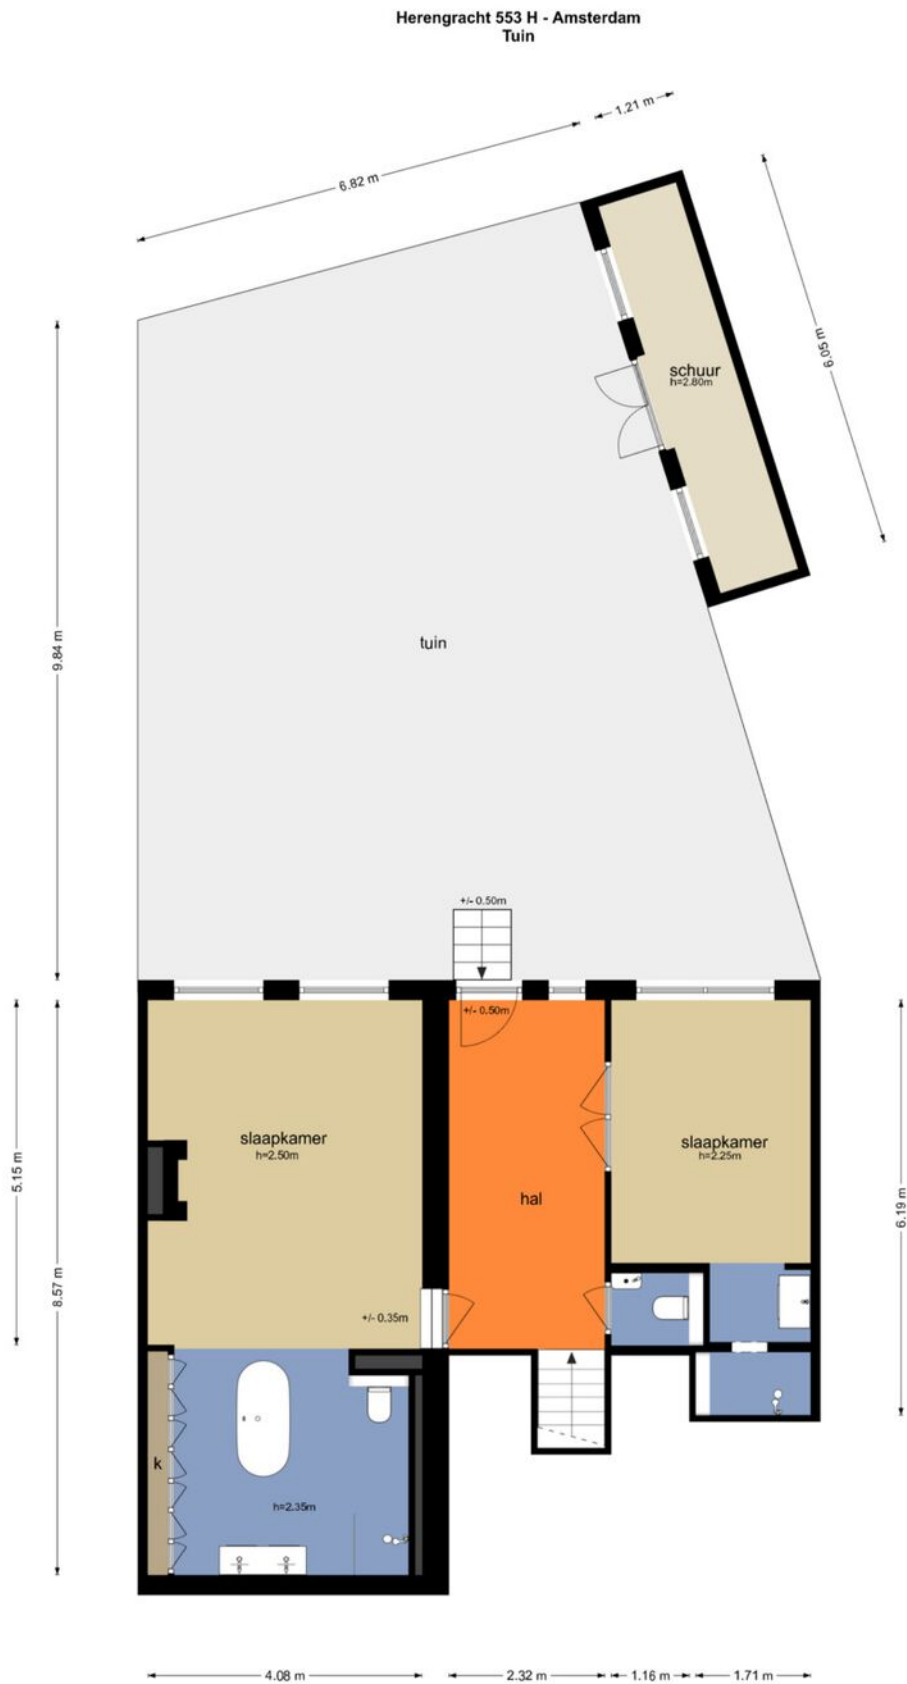 Herengracht 553 H - Amsterdam
Tuin
1.21 m
6.82 m
6.05 m
schuur
h=2.80m
9.84 m
tuin
+/- 0.50m
+/- 0.50m
slaapkamer
h=2.50m
slaapkamer
h=2.25m
5.15 m
hal
6.19 m
8.57 m
+/- 0.35m
k
h=2.35m
4.08 m
2.32 m
1.16 m
1.71 m